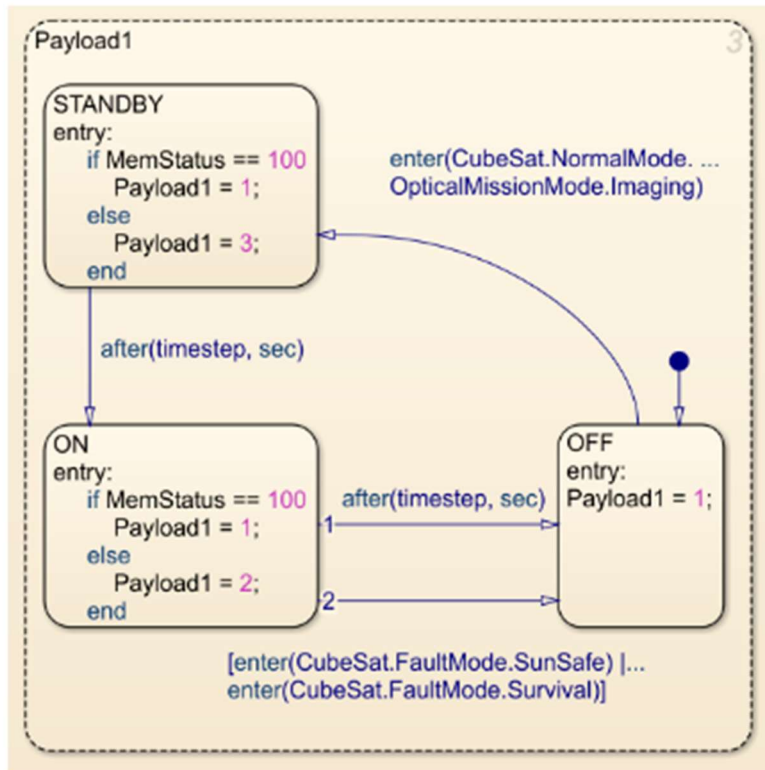 Payload1
3
STANDBY
entry:
if MemStatus == 100
Payload1 = 1;
else
Payload1 = 3;
end
enter(CubeSat.NormalMode. ...
OpticalMissionMode.Imaging)
after(timestep, sec)
ON
entry:
if MemStatus == 100
Payload1 = 1;
else
Payload1 = 2;
end
1
after(timestep, sec)
2
OFF
entry:
Payload1 = 1;
[enter(CubeSat.FaultMode.SunSafe) |...
enter(CubeSat.FaultMode.Survival)]